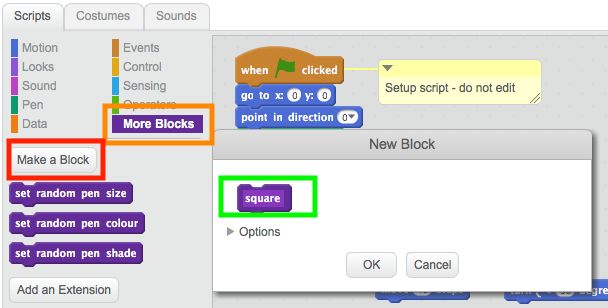 Scripts Costumes Sounds
Motion Events
Looks Control
Sound Sensing
Pen Operators
Data More Blocks
Make a Block
set random pen size
set random pen colour
set random pen shade
Add an Extension
when clicked
go to x: 0 y: 0
point in direction 0
Setup script - do not edit
New Block
square
Options
OK Cancel